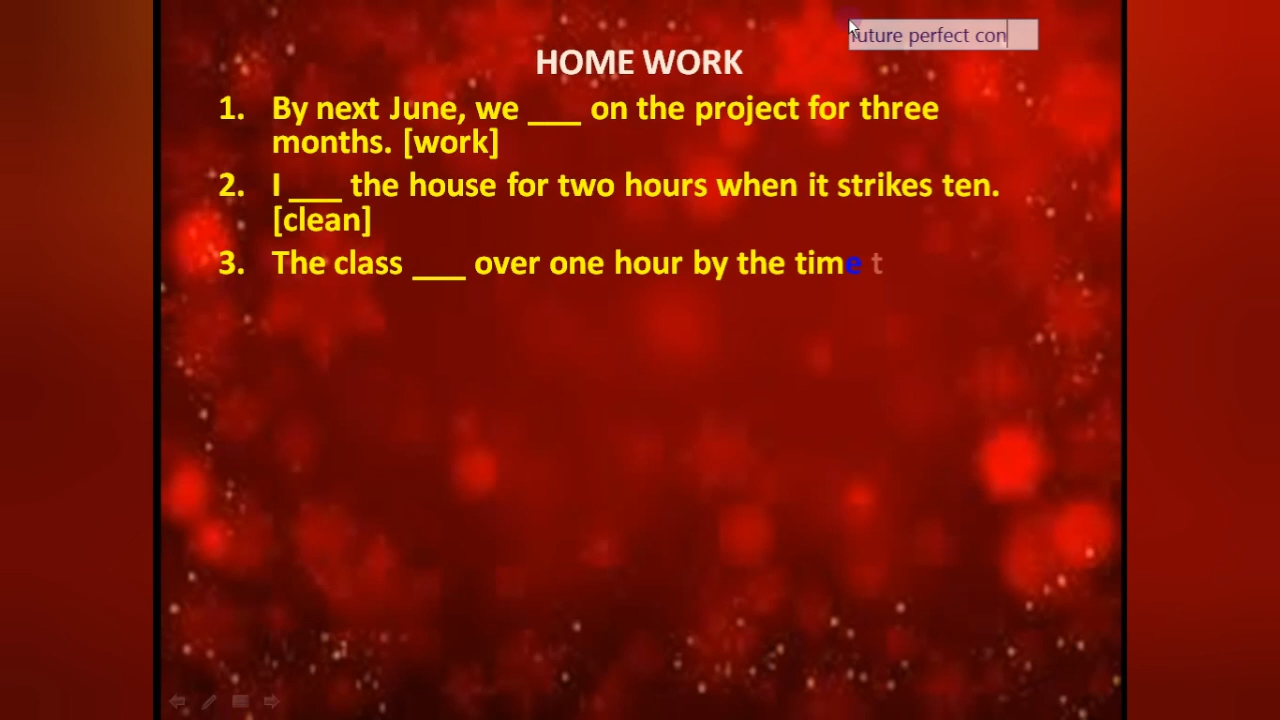 future perfect con
HOME WORK
1. By next June, we ___ on the project for three
months. [work]
2. I ___ the house for two hours when it strikes ten.
[clean]
3. The class ___ over one hour by the time t